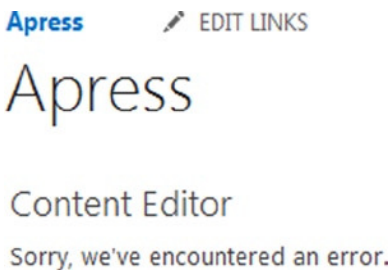 Apress EDIT LINKS
Apress
Content Editor
Sorry, we've encountered an error.